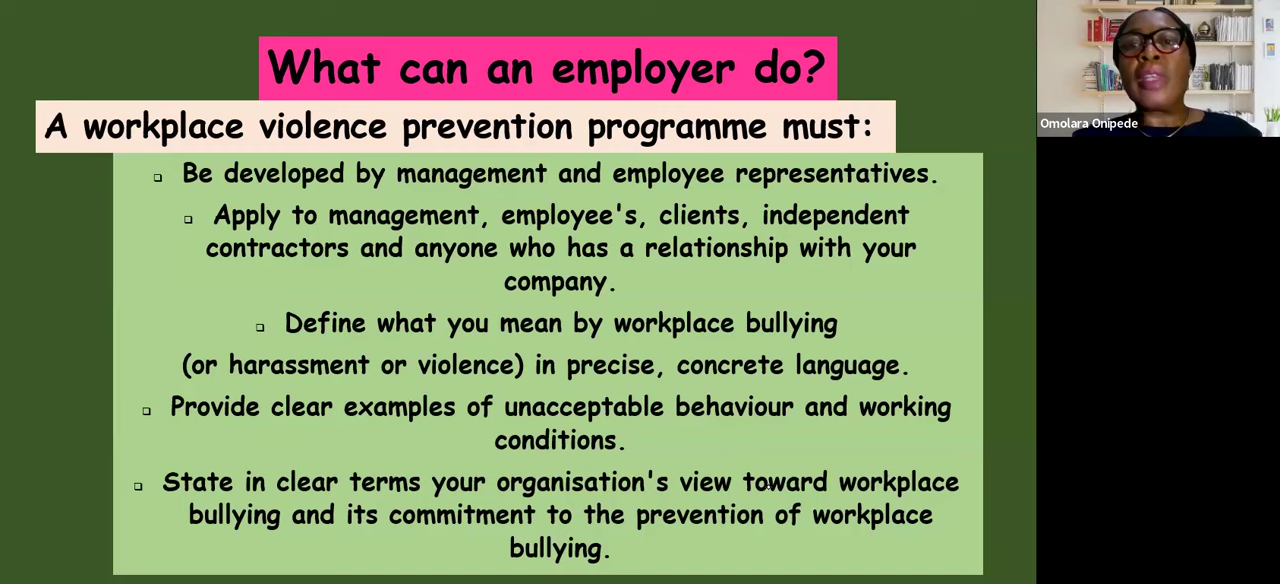 What can an employer do?
A workplace violence prevention programme must:
❑ Be developed by management and employee representatives.
❑ Apply to management, employee's, clients, independent
contractors and anyone who has a relationship with your
company.
❑ Define what you mean by workplace bullying
(or harassment or violence) in precise, concrete language.
❑ Provide clear examples of unacceptable behaviour and working
conditions.
❑ State in clear terms your organisation's view toward workplace
bullying and its commitment to the prevention of workplace
bullying.
Omolara Onipede